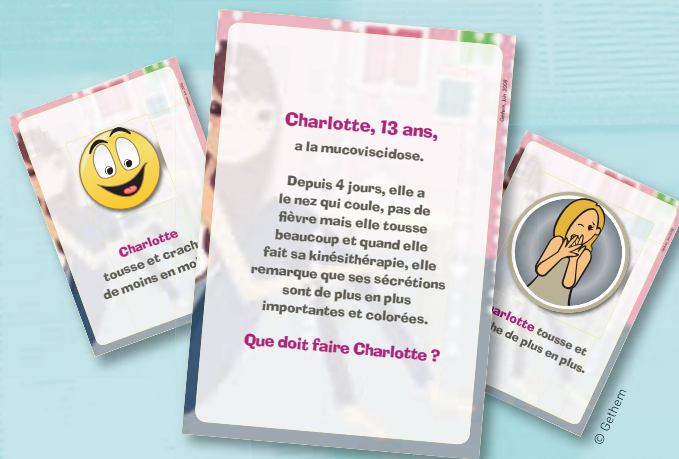 Charlotte
tousse et crach
de moins en mo
Charlotte, 13 ans,
a la mucoviscidose.
Depuis 4 jours, elle a
le nez qui coule, pas de
fièvre mais elle tousse
beaucoup et quand elle
fait sa kinésithérapie, elle
remarque que ses sécrétions
sont de plus en plus
importantes et colorées.
Que doit faire Charlotte ?
arlotte tousse et
he de plus en plus.
© Gethem